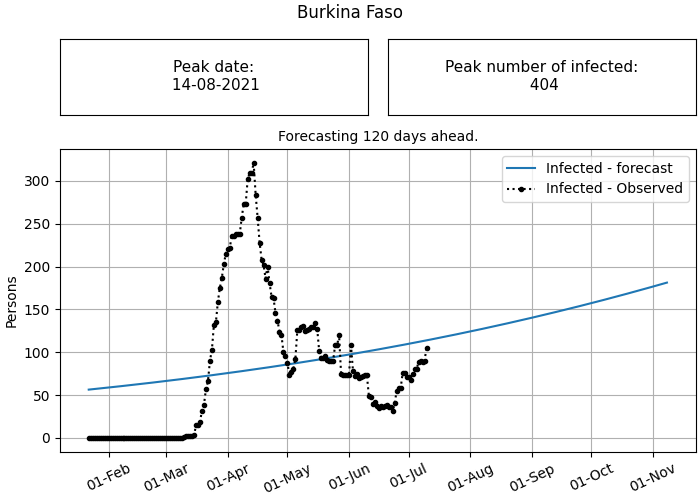 Burkina Faso
Peak date:
14-08-2021
Peak number of infected:
404
Forecasting 120 days ahead.
Infected - forecast
Infected - Observed
Persons
300
250
200
150
100
50
0
01-Feb
01-Mar
01-Apr
01-May
01-Jun
01-Jul
01-Aug
01-Sep
01-Oct
01-Nov